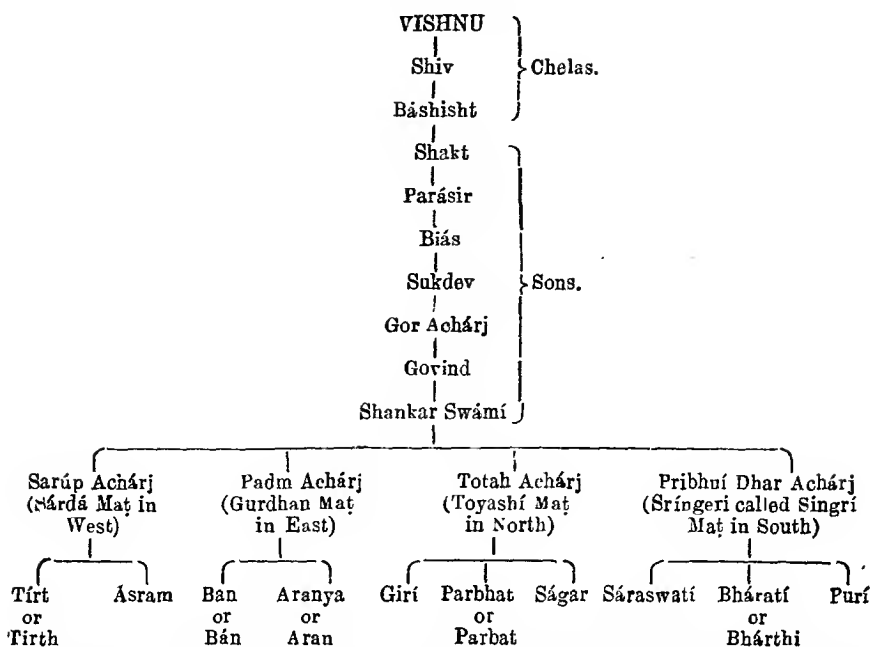 VISHNU
Shiv
Báshisht
Chelas.
Shakt
Parásir
Biás
Sukdev
Gor Achárj
Govind
Shankar Swámí
Sons.
Sarúp Achárj
(Sárdá Maṭ in
West)
Padm Achárj
(Gurdhan Maṭ
in East)
Totah Achárj
(Toyashí Maṭ
in North)
Pribhuí Dhar Achárj
(Sríngeri called Singrí
Maṭ in South)
Tírt
or
Tirth
Ásram
Ban
or
Bán
Aranya
or
Aran
Girí
Parbhat
or
Parbat
Ságar
Sáraswatí
Bháratí
or
Bhárthi
Purí